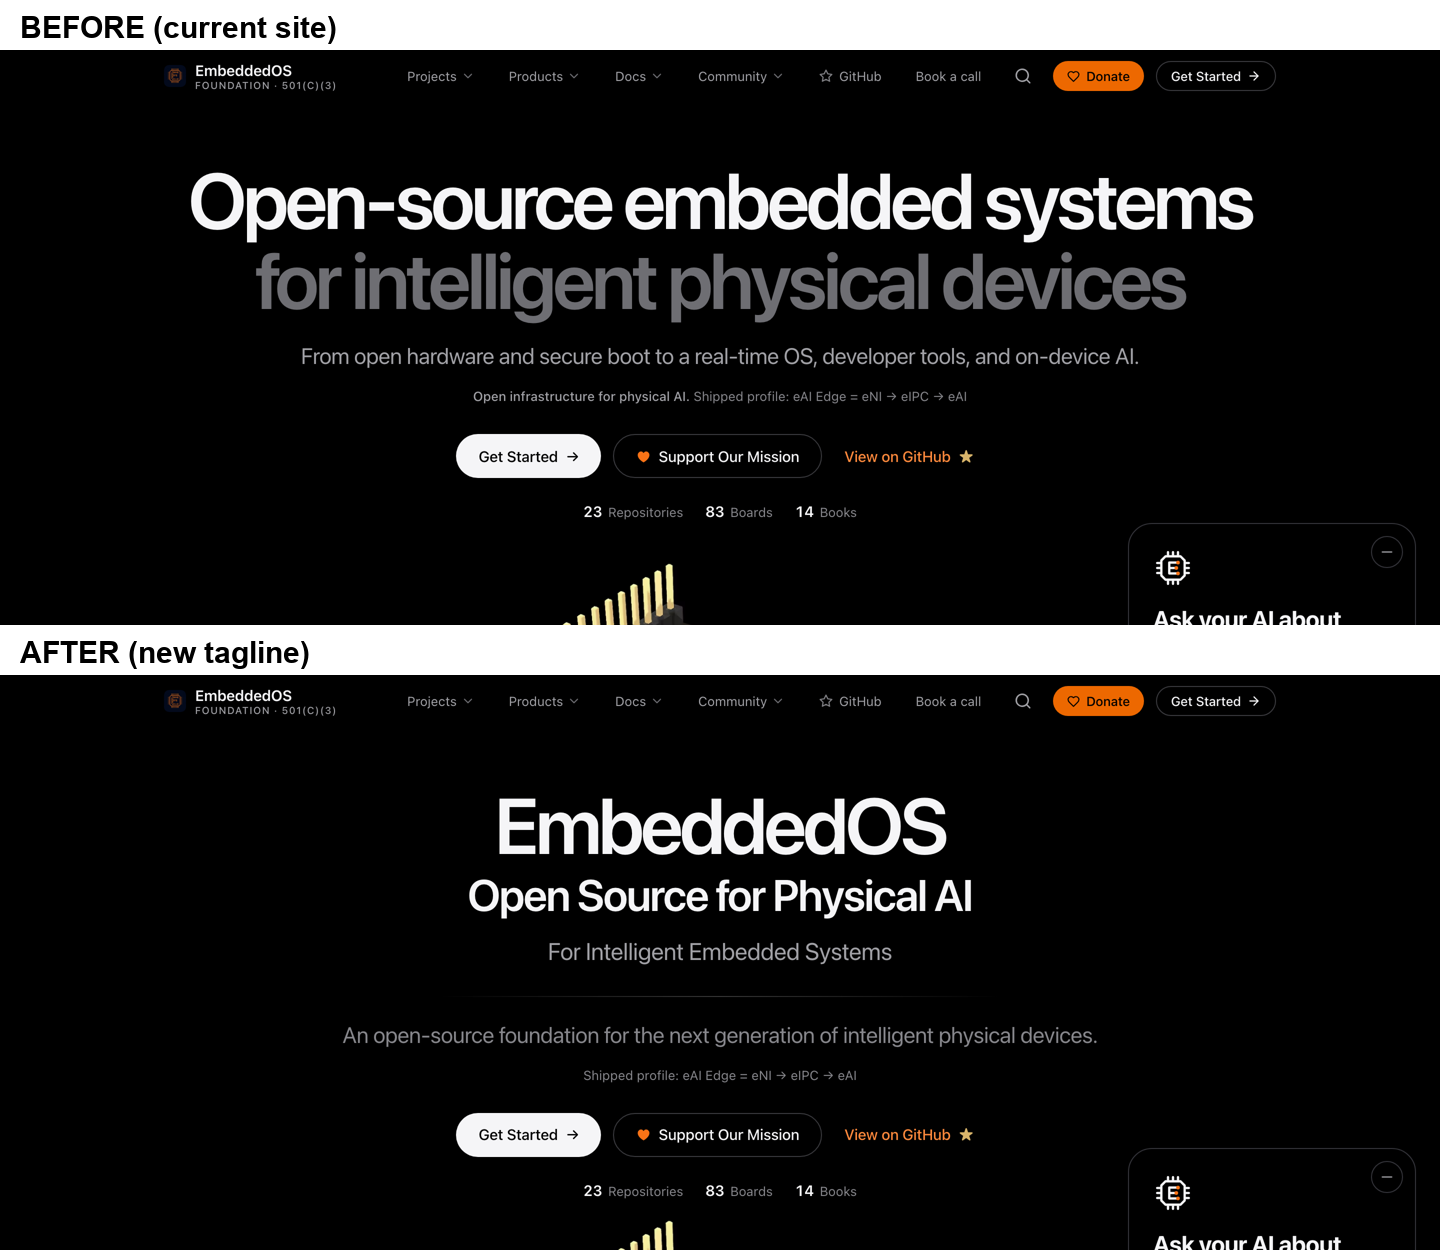 BEFORE (current site)
EmbeddedOS
FOUNDATION · 501(C)(3)
Projects Products Docs Community GitHub Book a call Donate Get Started →
Open-source embedded systems
for intelligent physical devices
From open hardware and secure boot to a real-time OS, developer tools, and on-device AI.
Open infrastructure for physical AI. Shipped profile: eAI Edge = eNI → eIPC → eAI
Get Started → Support Our Mission View on GitHub
23 Repositories 83 Boards 14 Books
Ask your AI about
AFTER (new tagline)
EmbeddedOS
FOUNDATION · 501(C)(3)
Projects Products Docs Community GitHub Book a call Donate Get Started →
EmbeddedOS
Open Source for Physical AI
For Intelligent Embedded Systems
An open-source foundation for the next generation of intelligent physical devices.
Shipped profile: eAI Edge = eNI → eIPC → eAI
Get Started → Support Our Mission View on GitHub
23 Repositories 83 Boards 14 Books
Ask your AI about